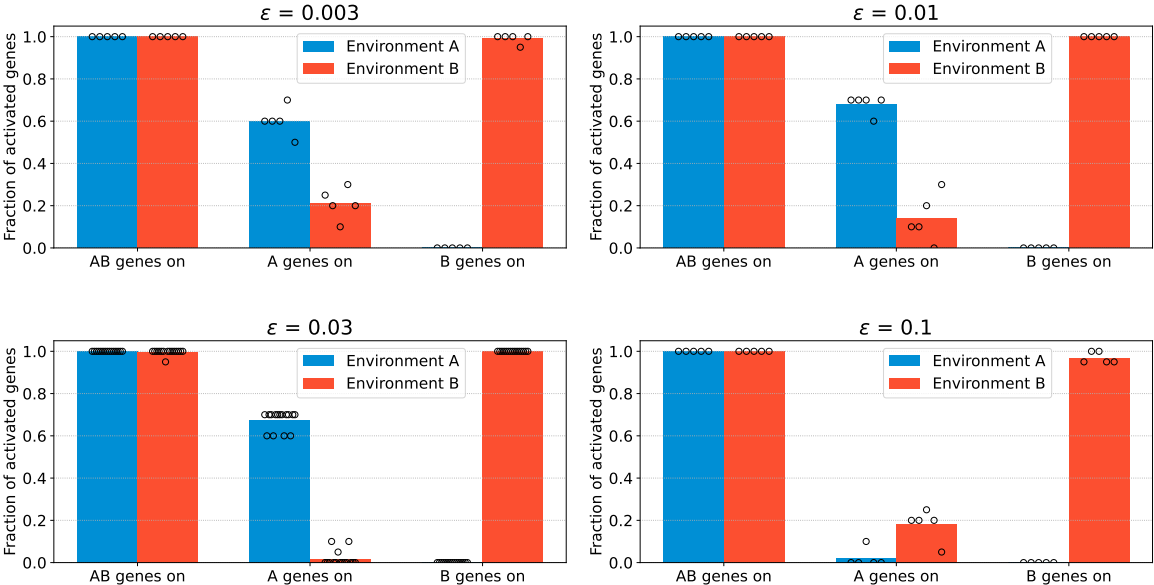 ε = 0.003
Fraction of activated genes
1.0
0.8
0.6
0.4
0.2
0.0
Environment A
Environment B
AB genes on
A genes on
B genes on
ε = 0.01
Fraction of activated genes
1.0
0.8
0.6
0.4
0.2
0.0
Environment A
Environment B
AB genes on
A genes on
B genes on
ε = 0.03
Fraction of activated genes
1.0
0.8
0.6
0.4
0.2
0.0
Environment A
Environment B
AB genes on
A genes on
B genes on
ε = 0.1
Fraction of activated genes
1.0
0.8
0.6
0.4
0.2
0.0
Environment A
Environment B
AB genes on
A genes on
B genes on